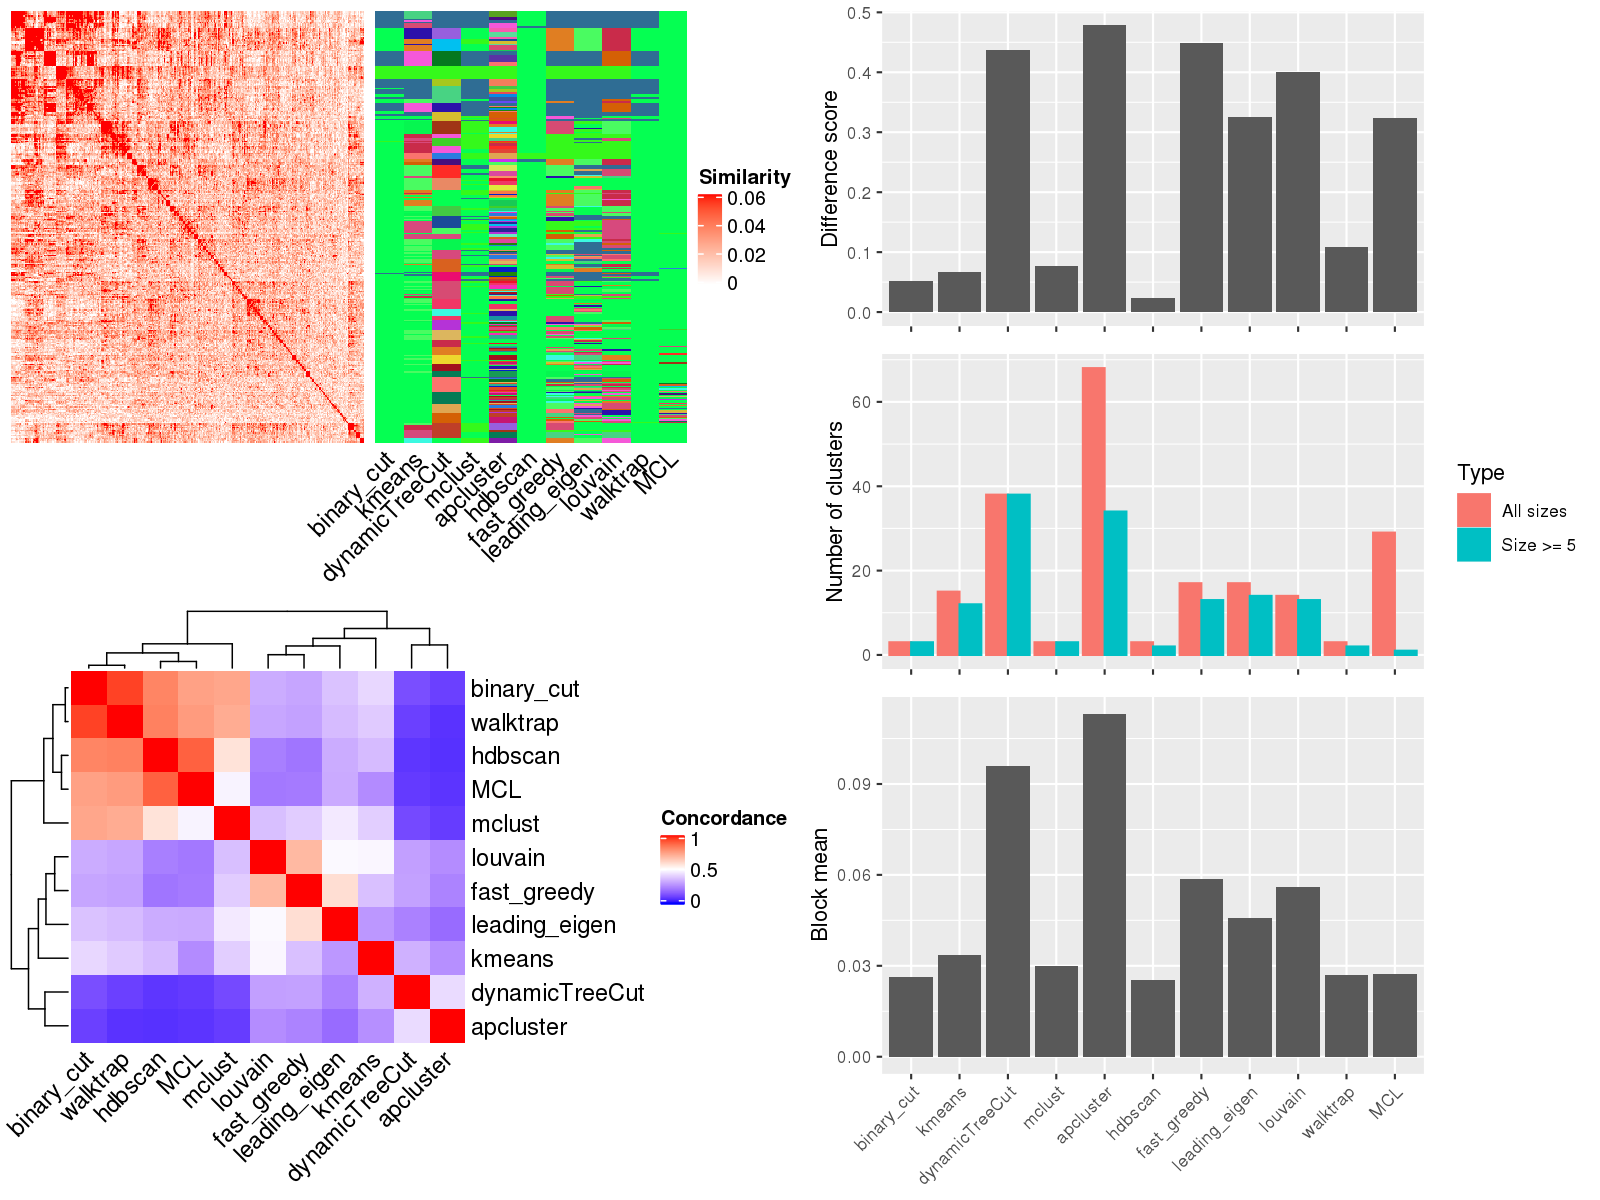 Similarity
0.06
0.04
0.02
0
binary_cut
kmeans
dynamicTreeCut
mclust
apcluster
hdbscan
fast_greedy
leading_eigen
louvain
walktrap
MCL
binary_cut
walktrap
hdbscan
MCL
mclust
louvain
fast_greedy
leading_eigen
kmeans
dynamicTreeCut
apcluster
Concordance
1
0.5
0
binary_cut
walktrap
hdbscan
MCL
mclust
louvain
fast_greedy
leading_eigen
kmeans
dynamicTreeCut
apcluster
Difference score
0.5
0.4
0.3
0.2
0.1
0.0
Number of clusters
60
40
20
0
Type
All sizes
Size >= 5
Block mean
0.09
0.06
0.03
0.00
binary_cut
kmeans
dynamicTreeCut
mclust
apcluster
hdbscan
fast_greedy
leading_eigen
louvain
walktrap
MCL